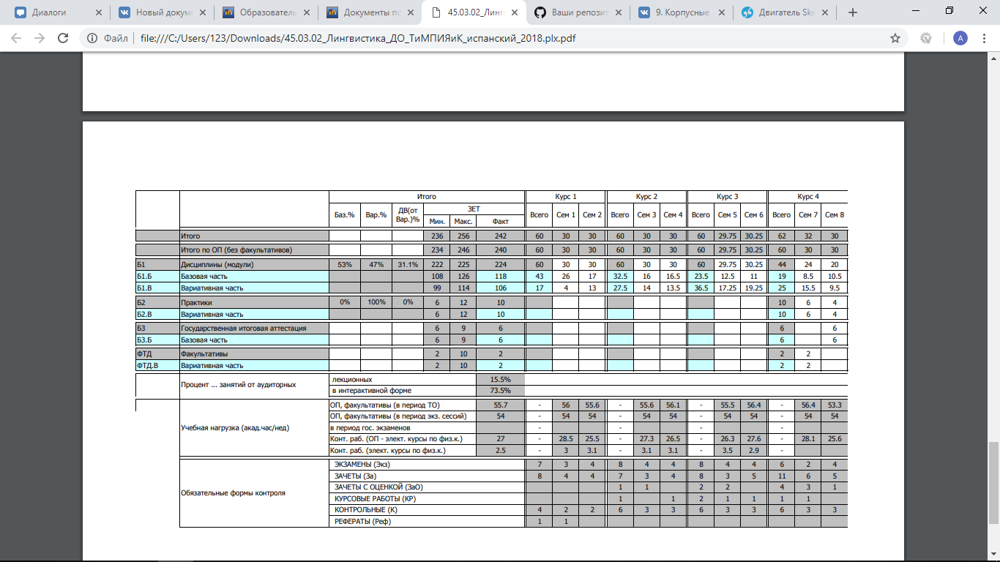 Диалоги
Новый докуме
Образователь
Документы по
45.03.02_Линг
Ваши репозит
9. Корпусные
Двигатель Ske
Файл file:///C:/Users/123/Downloads/45.03.02_Лингвистика_ДО_ТиМПИЯиК_испанский_2018.plx.pdf A
Итого Курс 1 Курс 2 Курс 3 Курс 4
Баз.% Вар.% ДВ(от Вар.)% ЗЕТ Всего Сем 1 Сем 2 Всего Сем 3 Сем 4 Всего Сем 5 Сем 6 Всего Сем 7 Сем 8
Мин. Макс. Факт
Итого 236 256 242 60 30 30 60 30 30 60 29.75 30.25 62 32 30
Итого по ОП (без факультативов) 234 246 240 60 30 30 60 30 30 60 29.75 30.25 60 30 30
Б1 Дисциплины (модули) 53% 47% 31.1% 222 225 224 60 30 30 60 30 30 60 29.75 30.25 44 24 20
Б1.Б Базовая часть 108 126 118 43 26 17 32.5 16 16.5 23.5 12.5 11 19 8.5 10.5
Б1.В Вариативная часть 99 114 106 17 4 13 27.5 14 13.5 36.5 17.25 19.25 25 15.5 9.5
Б2 Практики 0% 100% 0% 6 12 10 10 6 4
Б2.В Вариативная часть 6 12 10 10 6 4
Б3 Государственная итоговая аттестация 6 9 6 6 6
Б3.Б Базовая часть 6 9 6 6 6
ФТД Факультативы 2 10 2 2 2
ФТД.В Вариативная часть 2 10 2 2 2
Процент ... занятий от аудиторных
лекционных 15.5%
в интерактивной форме 73.5%
Учебная нагрузка (акад.час/нед)
ОП, факультативы (в период ТО) 55.7 - 56 55.6 - 55.6 56.1 - 55.5 56.4 - 56.4 53.3
ОП, факультативы (в период экз. сессий) 54 - 54 54 - 54 54 - 54 54 - 54 54
в период гос. экзаменов - - - -
Конт. раб. (ОП - элект. курсы по физ.к.) 27 - 28.5 25.5 - 27.3 26.5 - 26.3 27.6 - 28.1 25.6
Конт. раб. (элект. курсы по физ.к.) 2.5 - 3 3.1 - 3.1 3.1 - 3.5 2.9 -
Обязательные формы контроля
ЭКЗАМЕНЫ (Экз) 7 3 4 8 4 4 8 4 4 6 2 4
ЗАЧЕТЫ (За) 8 4 4 7 3 4 8 3 5 11 6 5
ЗАЧЕТЫ С ОЦЕНКОЙ (ЗаО) 1 1 2 2 4 3 1
КУРСОВЫЕ РАБОТЫ (КР) 1 1 2 1 1 1 1
КОНТРОЛЬНЫЕ (К) 4 2 2 6 3 3 6 3 3 6 3 3
РЕФЕРАТЫ (Реф) 1 1